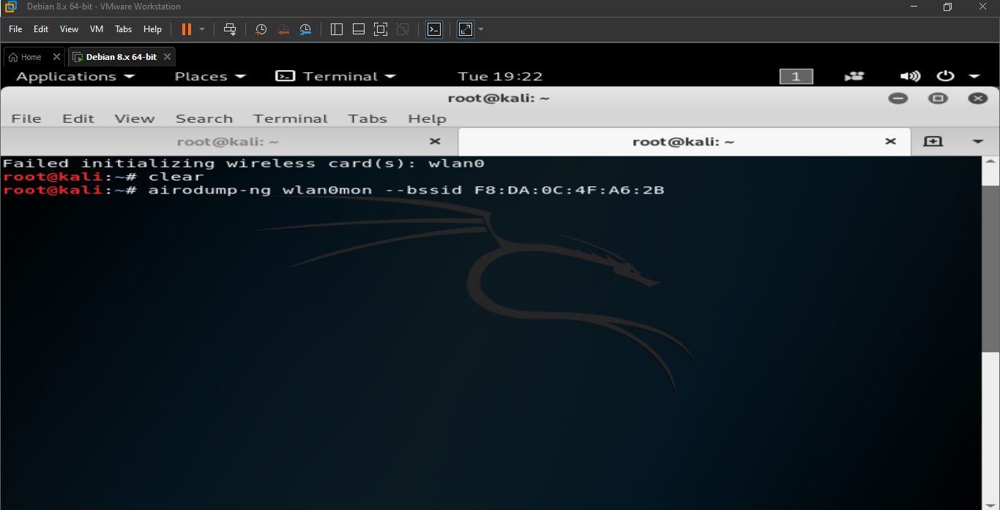 Debian 8.x 64-bit - VMware Workstation
File Edit View VM Tabs Help
Home Debian 8.x 64-bit
Applications Places Terminal Tue 19:22 1
root@kali: ~
File Edit View Search Terminal Tabs Help
root@kali: ~ root@kali: ~
Failed initializing wireless card(s): wlan0
root@kali:~# clear
root@kali:~# airodump-ng wlan0mon --bssid F8:DA:0C:4F:A6:2B